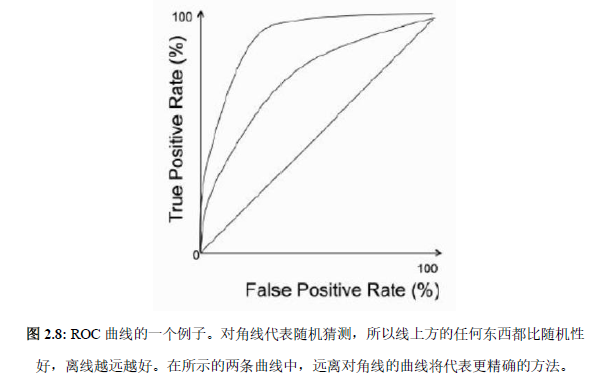 100
True Positive Rate (%)
0
100
False Positive Rate (%)
图 2.8: ROC 曲线的一个例子。对角线代表随机猜测，所以线上方的任何东西都比随机性
好，离线越远越好。在所示的两条曲线中，远离对角线的曲线将代表更精确的方法。